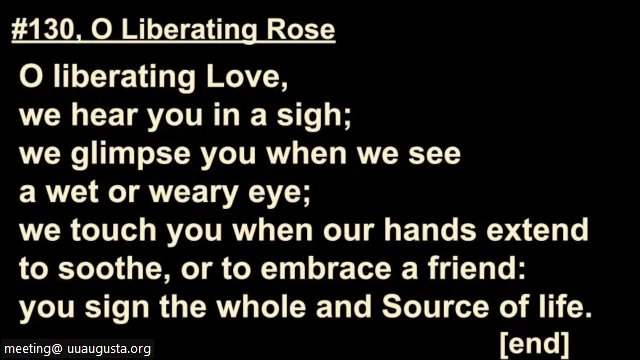 #130, O Liberating Rose
O liberating Love,
we hear you in a sigh;
we glimpse you when we see
a wet or weary eye;
we touch you when our hands extend
to soothe, or to embrace a friend:
you sign the whole and Source of life.
[end]
meeting@ uuaugusta.org